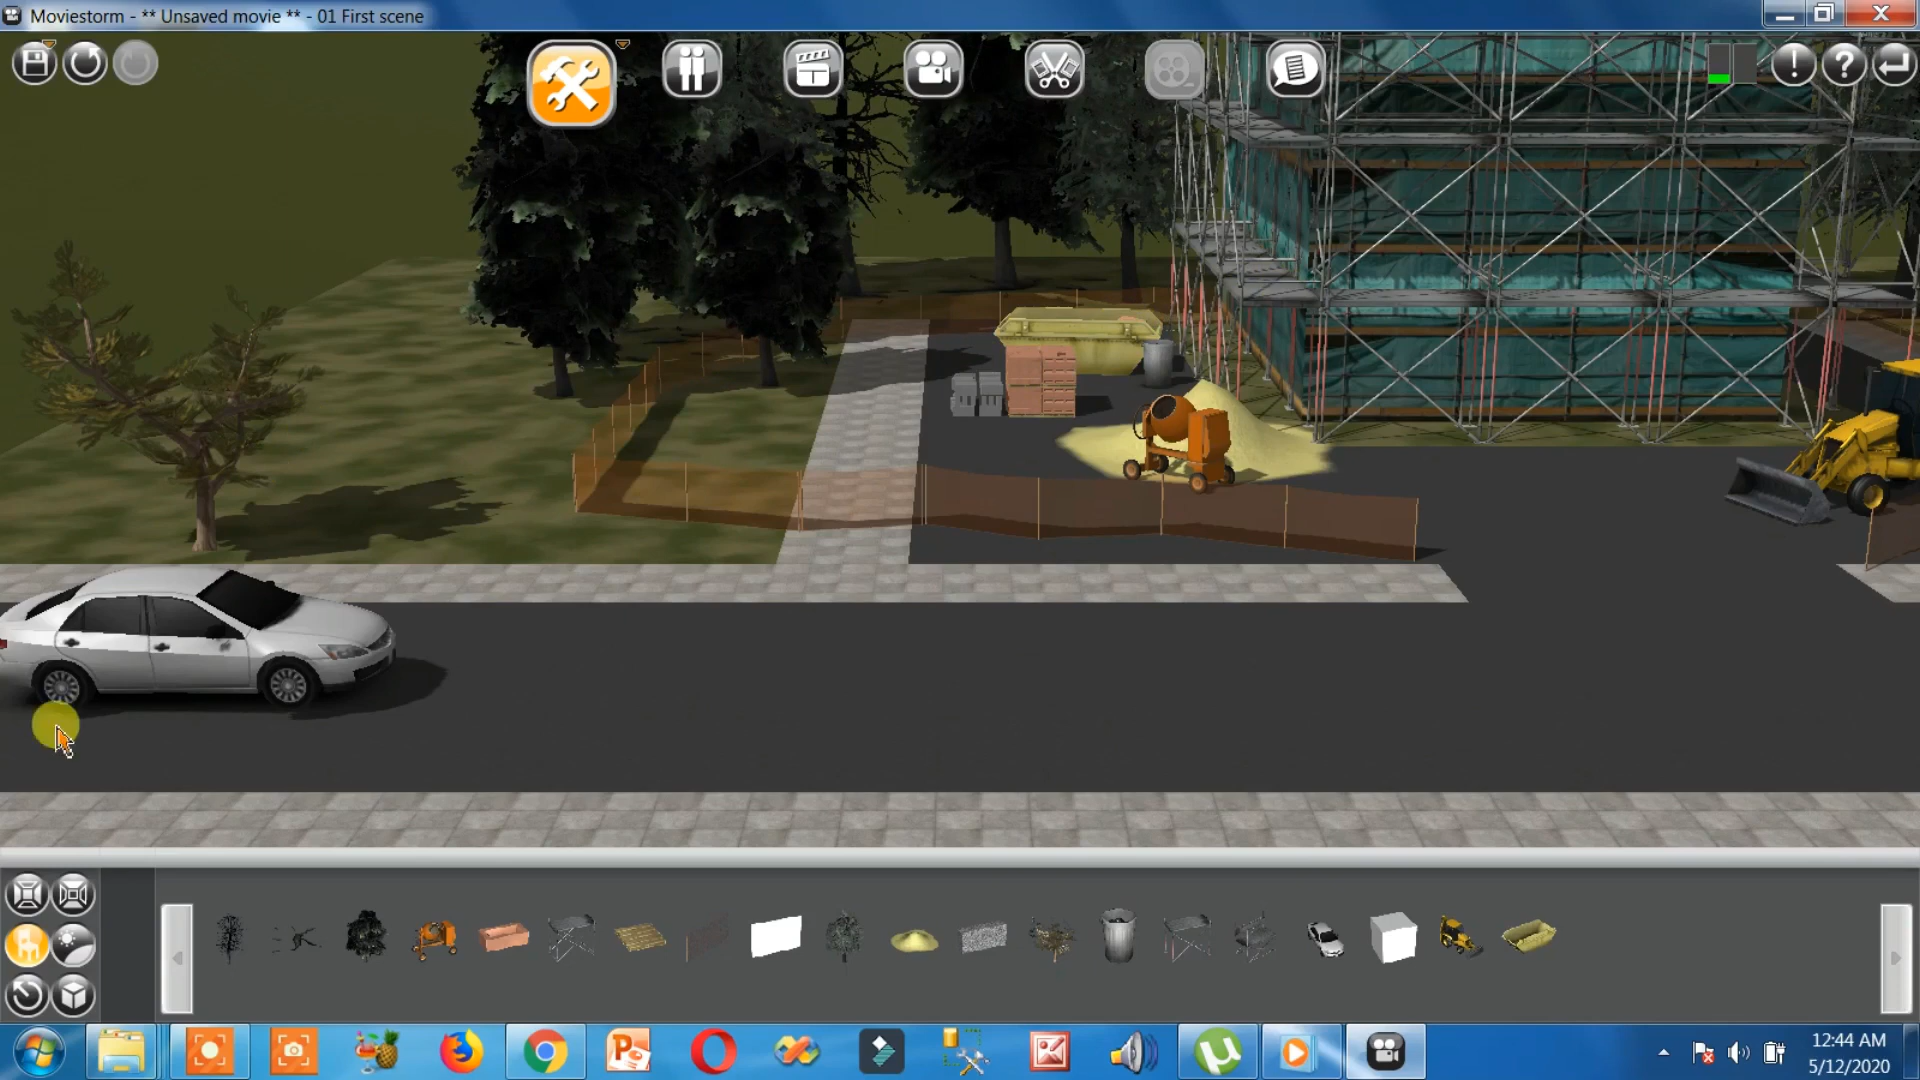 Moviestorm - ** Unsaved movie ** - 01 First scene
12:44 AM
5/12/2020